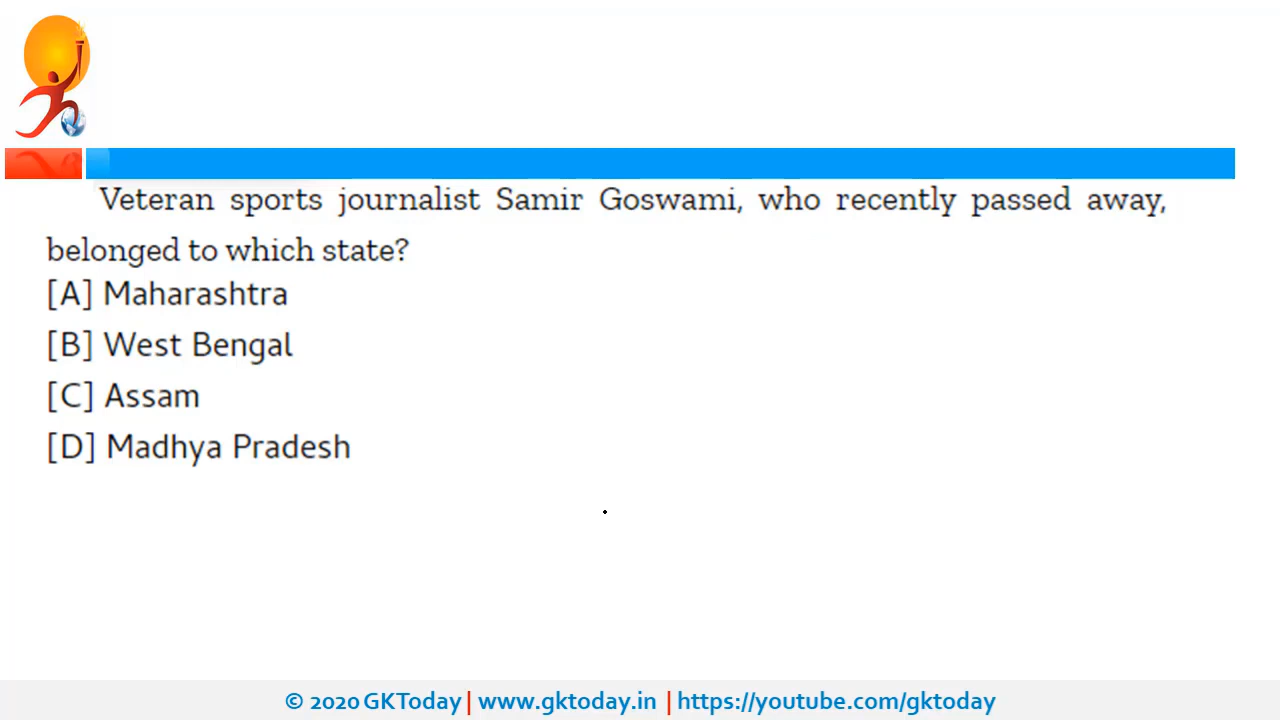 Veteran sports journalist Samir Goswami, who recently passed away,
belonged to which state?
[A] Maharashtra
[B] West Bengal
[C] Assam
[D] Madhya Pradesh
© 2020 GKToday | www.gktoday.in | https://youtube.com/gktoday